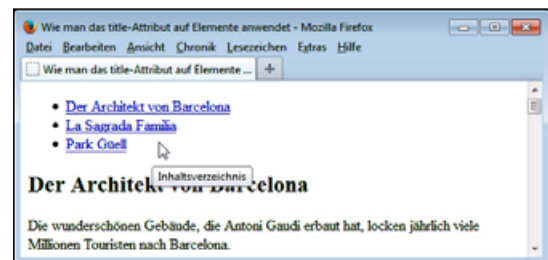 Wie man das title-Attribut auf Elemente anwendet - Mozilla Firefox
Datei Bearbeiten Ansicht Chronik Lesezeichen Extras Hilfe
Wie man das title-Attribut auf Elemente ... +
• Der Architekt von Barcelona
• La Sagrada Familia
• Park Güell
Inhaltsverzeichnis
Der Architekt von Barcelona
Die wunderschönen Gebäude, die Antoni Gaudi erbaut hat, locken jährlich viele
Millionen Touristen nach Barcelona.